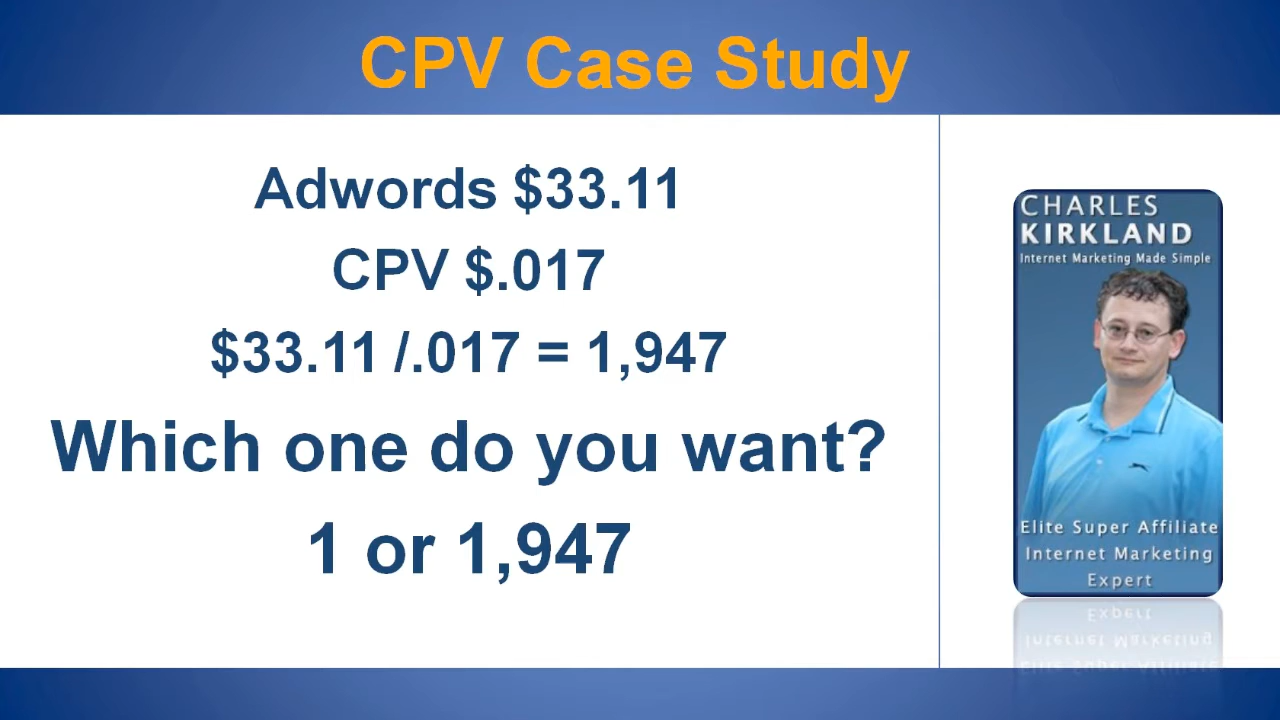 CPV Case Study
Adwords $33.11
CPV $.017
$33.11 /.017 = 1,947
Which one do you want?
1 or 1,947
CHARLES
KIRKLAND
Internet Marketing Made Simple
Elite Super Affiliate
Internet Marketing
Expert